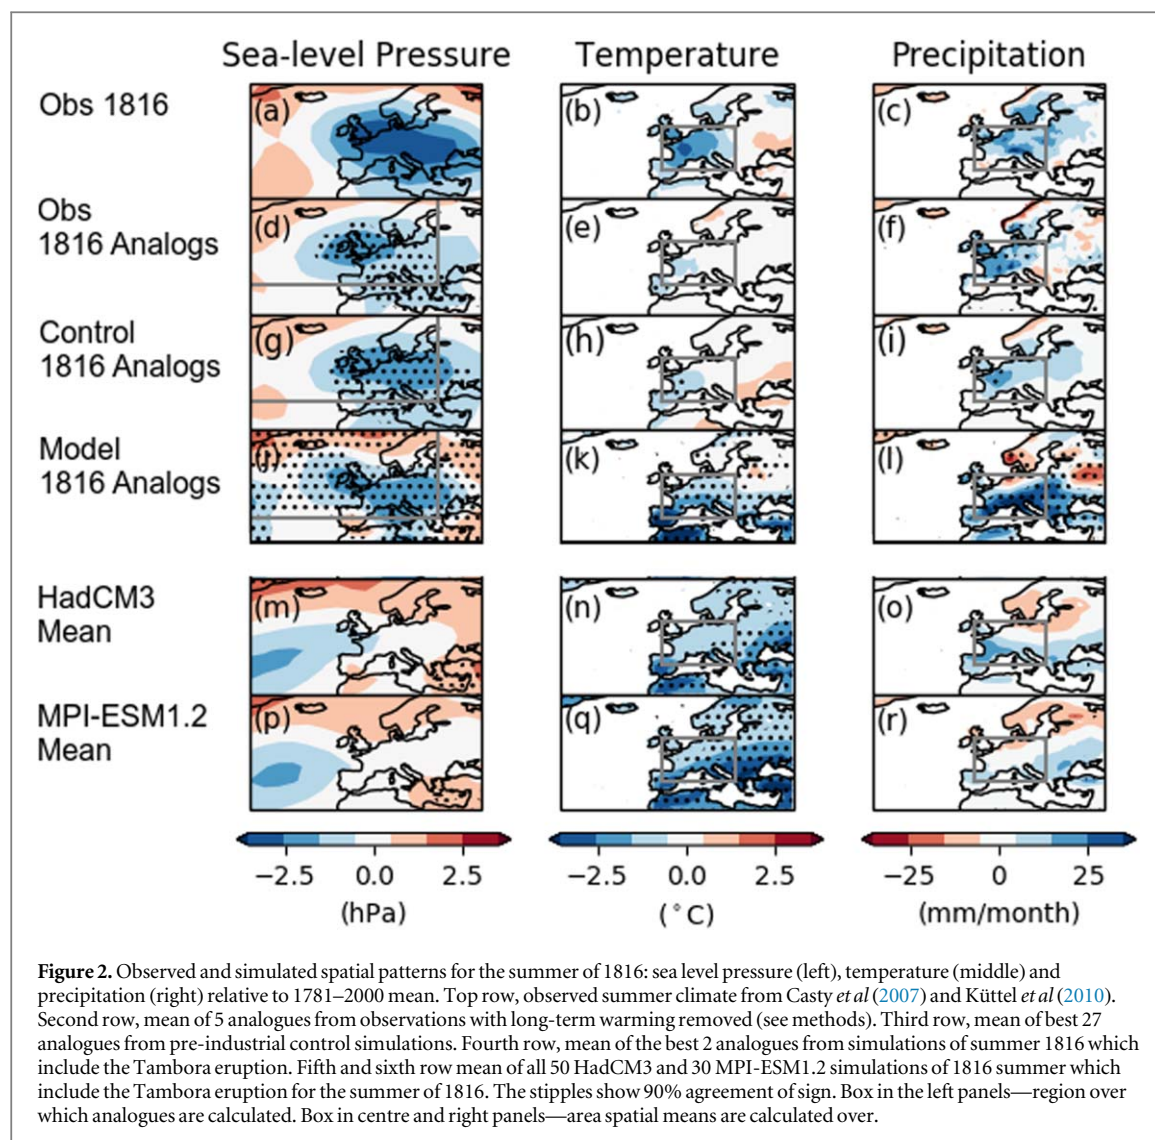 Sea-level Pressure Temperature Precipitation
Obs 1816
(a) (b) (c)
Obs
1816 Analogs
(d) (e) (f)
Control
1816 Analogs
(g) (h) (i)
Model
1816 Analogs
(j) (k) (l)
HadCM3
Mean
(m) (n) (o)
MPI-ESM1.2
Mean
(p) (q) (r)
−2.5 0.0 2.5 −2.5 0.0 2.5 −25 0 25
(hPa) (°C) (mm/month)
Figure 2. Observed and simulated spatial patterns for the summer of 1816: sea level pressure (left), temperature (middle) and
precipitation (right) relative to 1781–2000 mean. Top row, observed summer climate from Casty et al (2007) and Küttel et al (2010).
Second row, mean of 5 analogues from observations with long-term warming removed (see methods). Third row, mean of best 27
analogues from pre-industrial control simulations. Fourth row, mean of the best 2 analogues from simulations of summer 1816 which
include the Tambora eruption. Fifth and sixth row mean of all 50 HadCM3 and 30 MPI-ESM1.2 simulations of 1816 summer which
include the Tambora eruption for the summer of 1816. The stipples show 90% agreement of sign. Box in the left panels—region over
which analogues are calculated. Box in centre and right panels—area spatial means are calculated over.